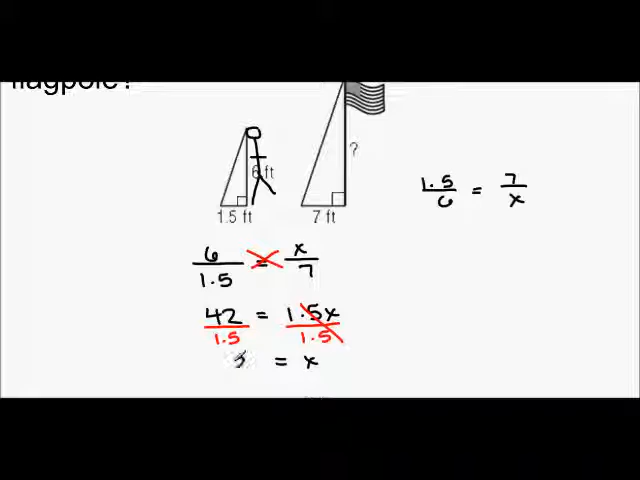 flagpole?
?
6 ft
1.5 ft
7 ft
1.5/6 = 7/x
6/1.5 = x/7
42/1.5 = 1.5x/1.5
= x